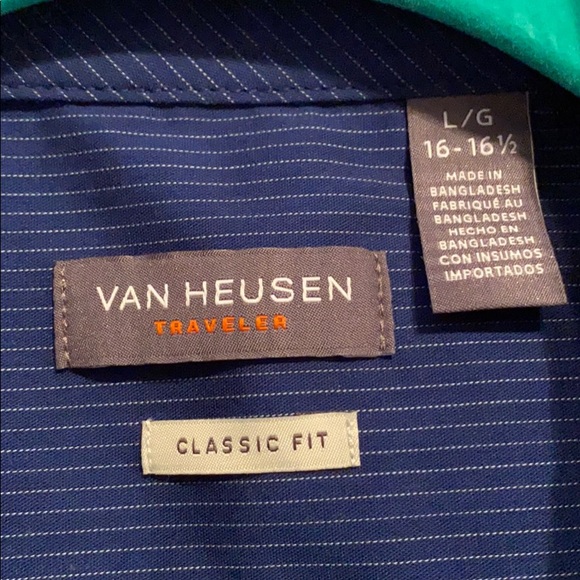 L/G
16-16½
MADE IN
BANGLADESH
FABRIQUÉ AU
BANGLADESH
HECHO EN
BANGLADESH
CON INSUMOS
IMPORTADOS
VAN HEUSEN
TRAVELER
CLASSIC FIT